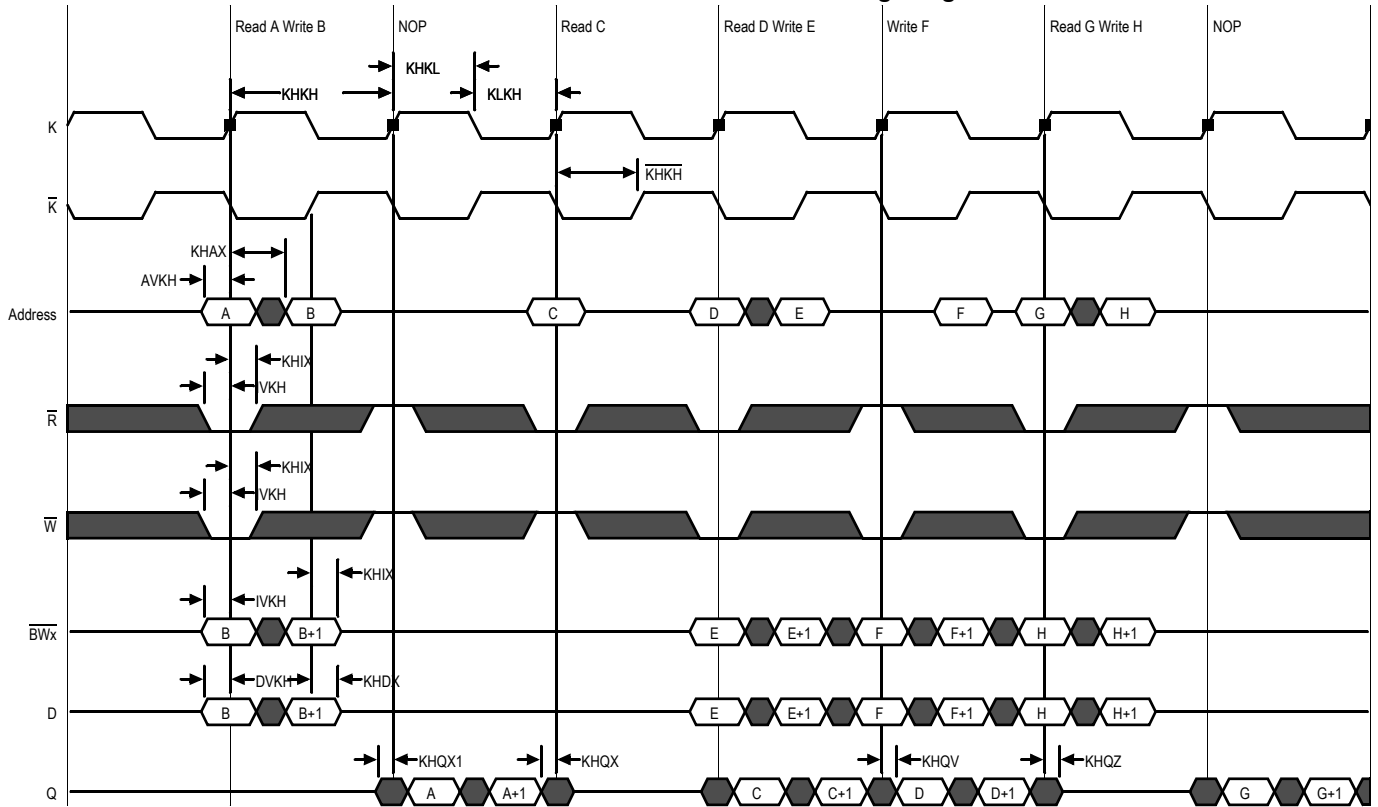 Read A Write B NOP Read C Read D Write E Write F Read G Write H NOP
KHKL
KHKH KLKH
K
KHKH
K
KHAX
AVKH
Address A B C D E F G H
KHIX
VKH
R
KHIX
VKH
W
KHIX
IVKH
BWx B B+1 E E+1 F F+1 H H+1
DVKH KHDX
D B B+1 E E+1 F F+1 H H+1
KHQX1 KHQX KHQV KHQZ
Q A A+1 C C+1 D D+1 G G+1